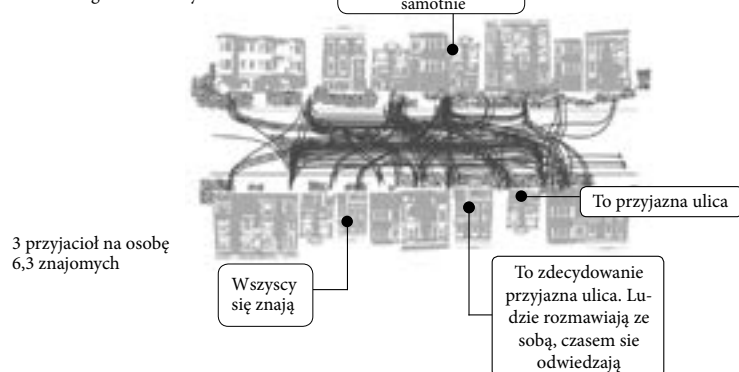 samotnie
To przyjazna ulica
3 przyjaciół na osobę
6,3 znajomych
Wszyscy
się znają
To zdecydowanie
przyjazna ulica. Lu-
dzie rozmawiają ze
sobą, czasem sie
odwiedzają